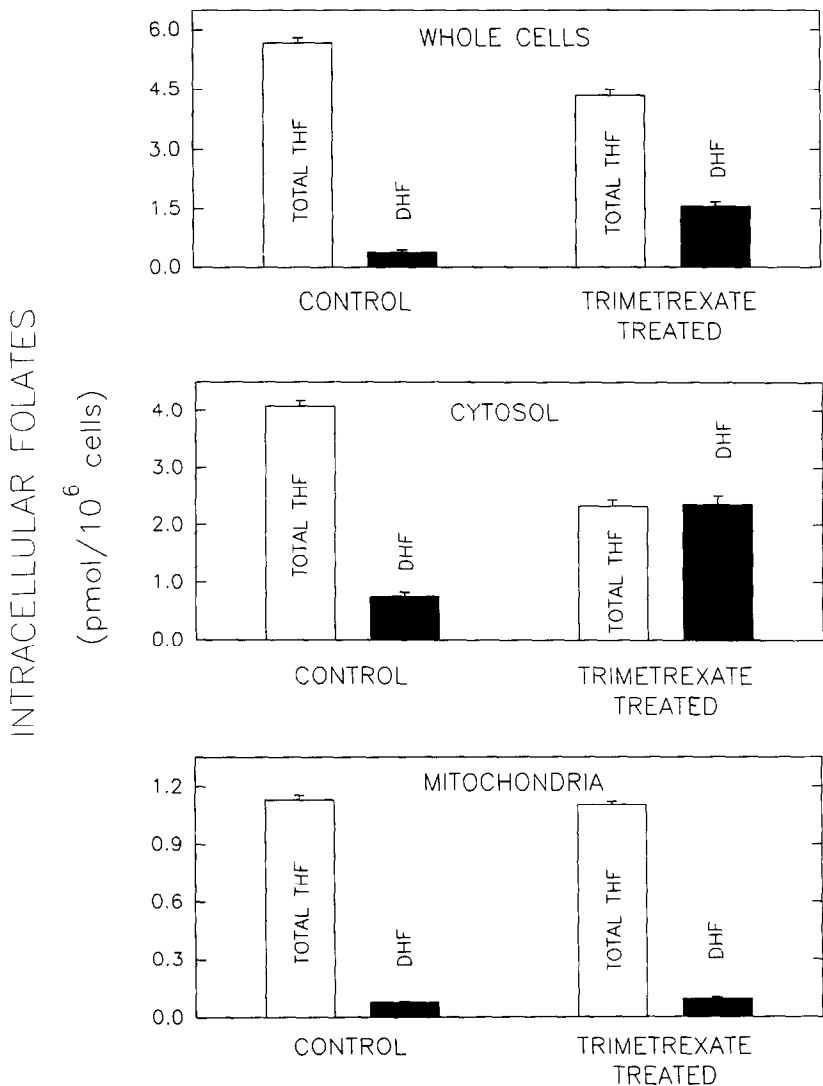 INTRACELLULAR FOLATES
(pmol/10⁶ cells)
WHOLE CELLS
6.0
4.5
3.0
1.5
0.0
TOTAL THF
DHF
TOTAL THF
DHF
CONTROL
TRIMETREXATE
TREATED
CYTOSOL
4.0
3.0
2.0
1.0
0.0
TOTAL THF
DHF
TOTAL THF
DHF
CONTROL
TRIMETREXATE
TREATED
MITOCHONDRIA
1.2
0.9
0.6
0.3
0.0
TOTAL THF
DHF
TOTAL THF
DHF
CONTROL
TRIMETREXATE
TREATED